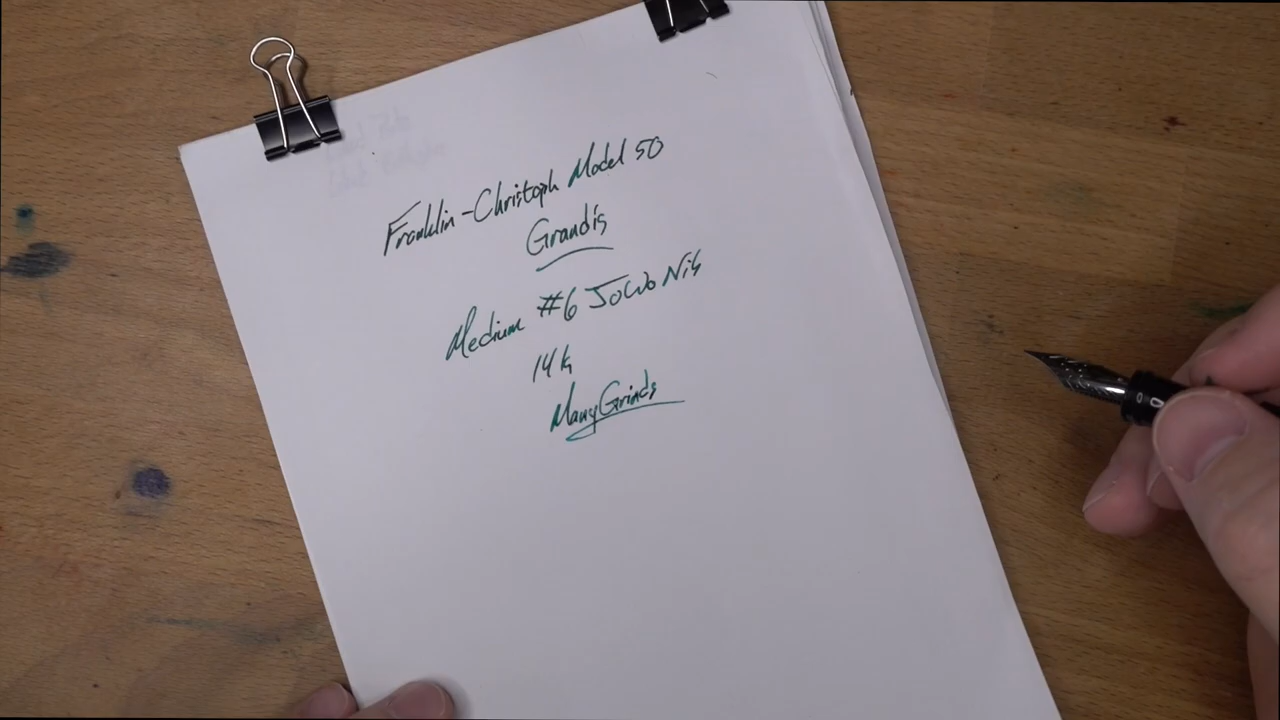 Franklin-Christoph Model 50
Grandis
Medium #6 JoWo Nib
14k
Many Grinds